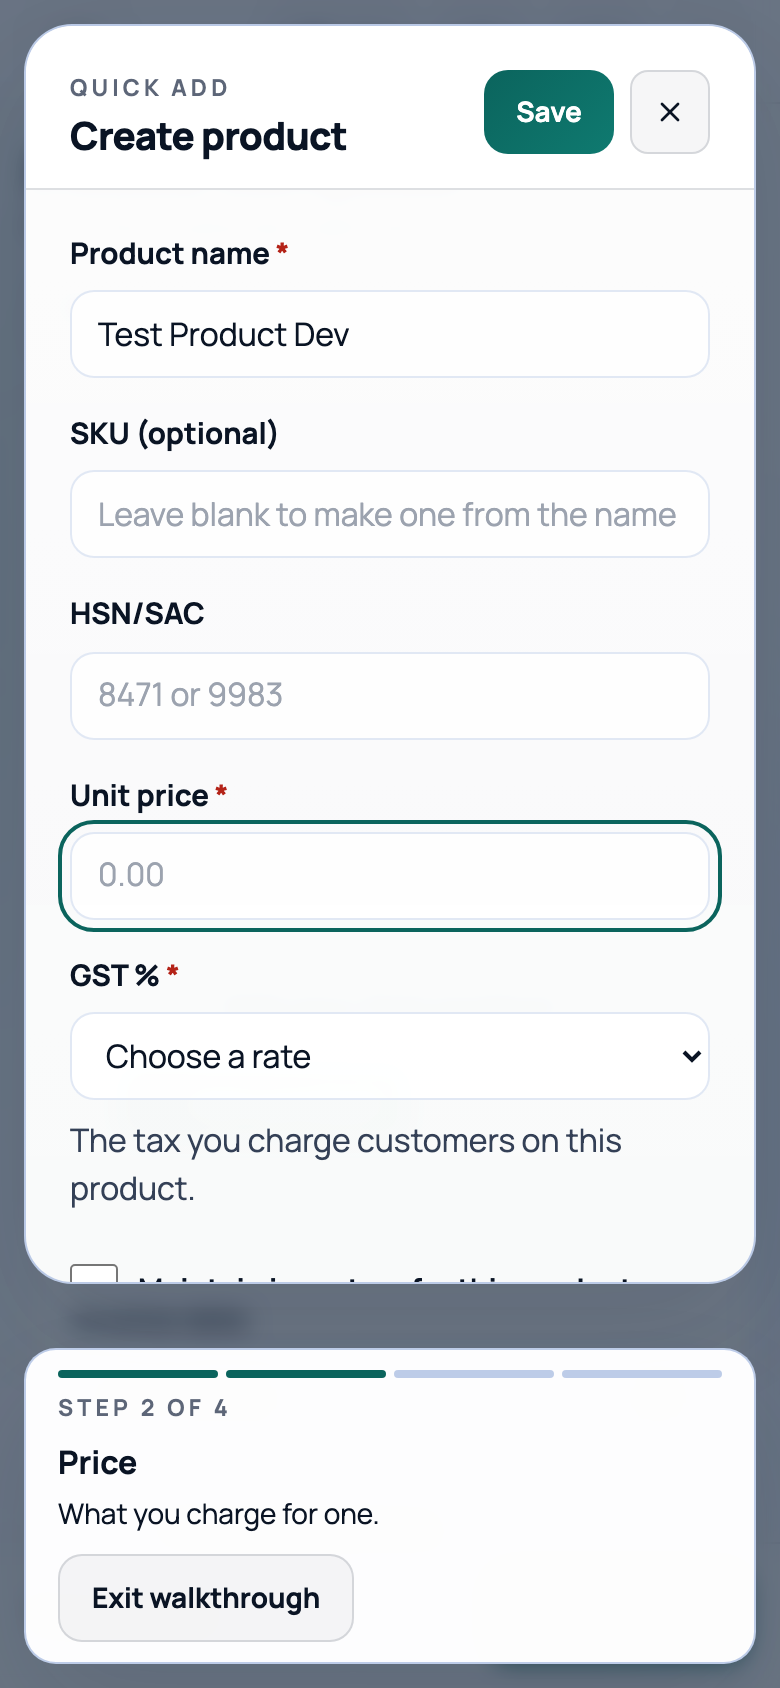 QUICK ADD
Create product
Save
Product name *
Test Product Dev
SKU (optional)
Leave blank to make one from the name
HSN/SAC
8471 or 9983
Unit price *
0.00
GST % *
Choose a rate
The tax you charge customers on this
product.
STEP 2 OF 4
Price
What you charge for one.
Exit walkthrough